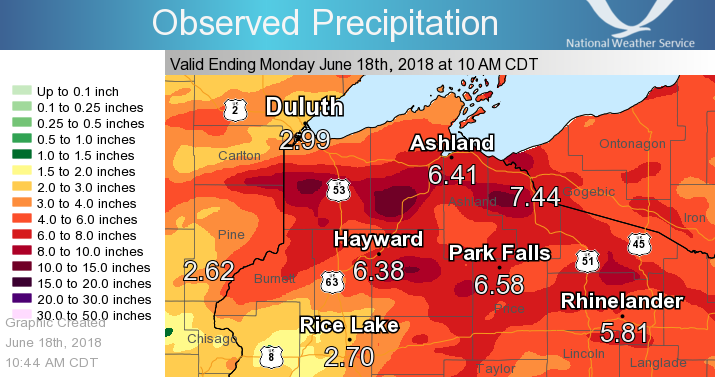 Observed Precipitation
National Weather Service
Valid Ending Monday June 18th, 2018 at 10 AM CDT
Up to 0.1 inch
0.1 to 0.25 inches
0.25 to 0.5 inches
0.5 to 1.0 inches
1.0 to 1.5 inches
1.5 to 2.0 inches
2.0 to 3.0 inches
3.0 to 4.0 inches
4.0 to 6.0 inches
6.0 to 8.0 inches
8.0 to 10.0 inches
10.0 to 15.0 inches
15.0 to 20.0 inches
20.0 to 30.0 inches
30.0 to 50.0 inches
Graphic Created
June 18th, 2018
10:44 AM CDT
2
Duluth
2.99
Carlton
Ashland
6.41
Ontonagon
53
Ashland
7.44
Gogebic
Iron
Pine
2.62
Burnett
Hayward
6.38
63
Park Falls
6.58
Price
51
45
Rhinelander
5.81
Chisago
8
Rice Lake
2.70
Taylor
Lincoln
Langlade